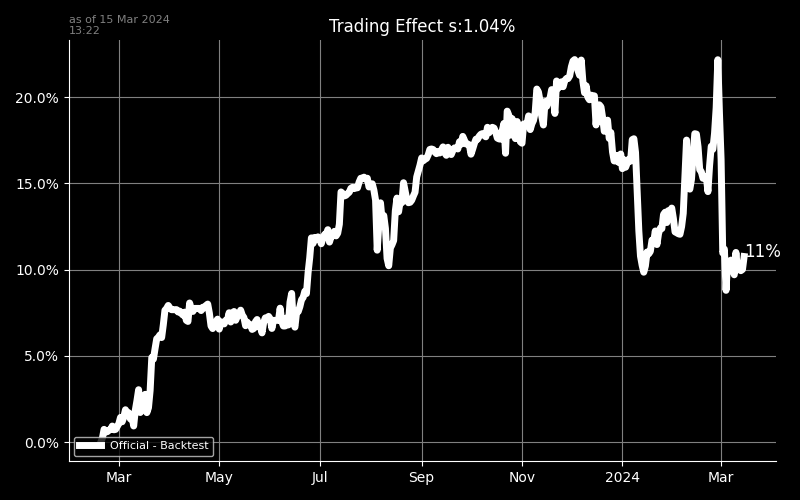 as of 15 Mar 2024
13:22
Trading Effect s:1.04%
20.0%
15.0%
10.0%
5.0%
0.0%
11%
Official - Backtest
Mar May Jul Sep Nov 2024 Mar